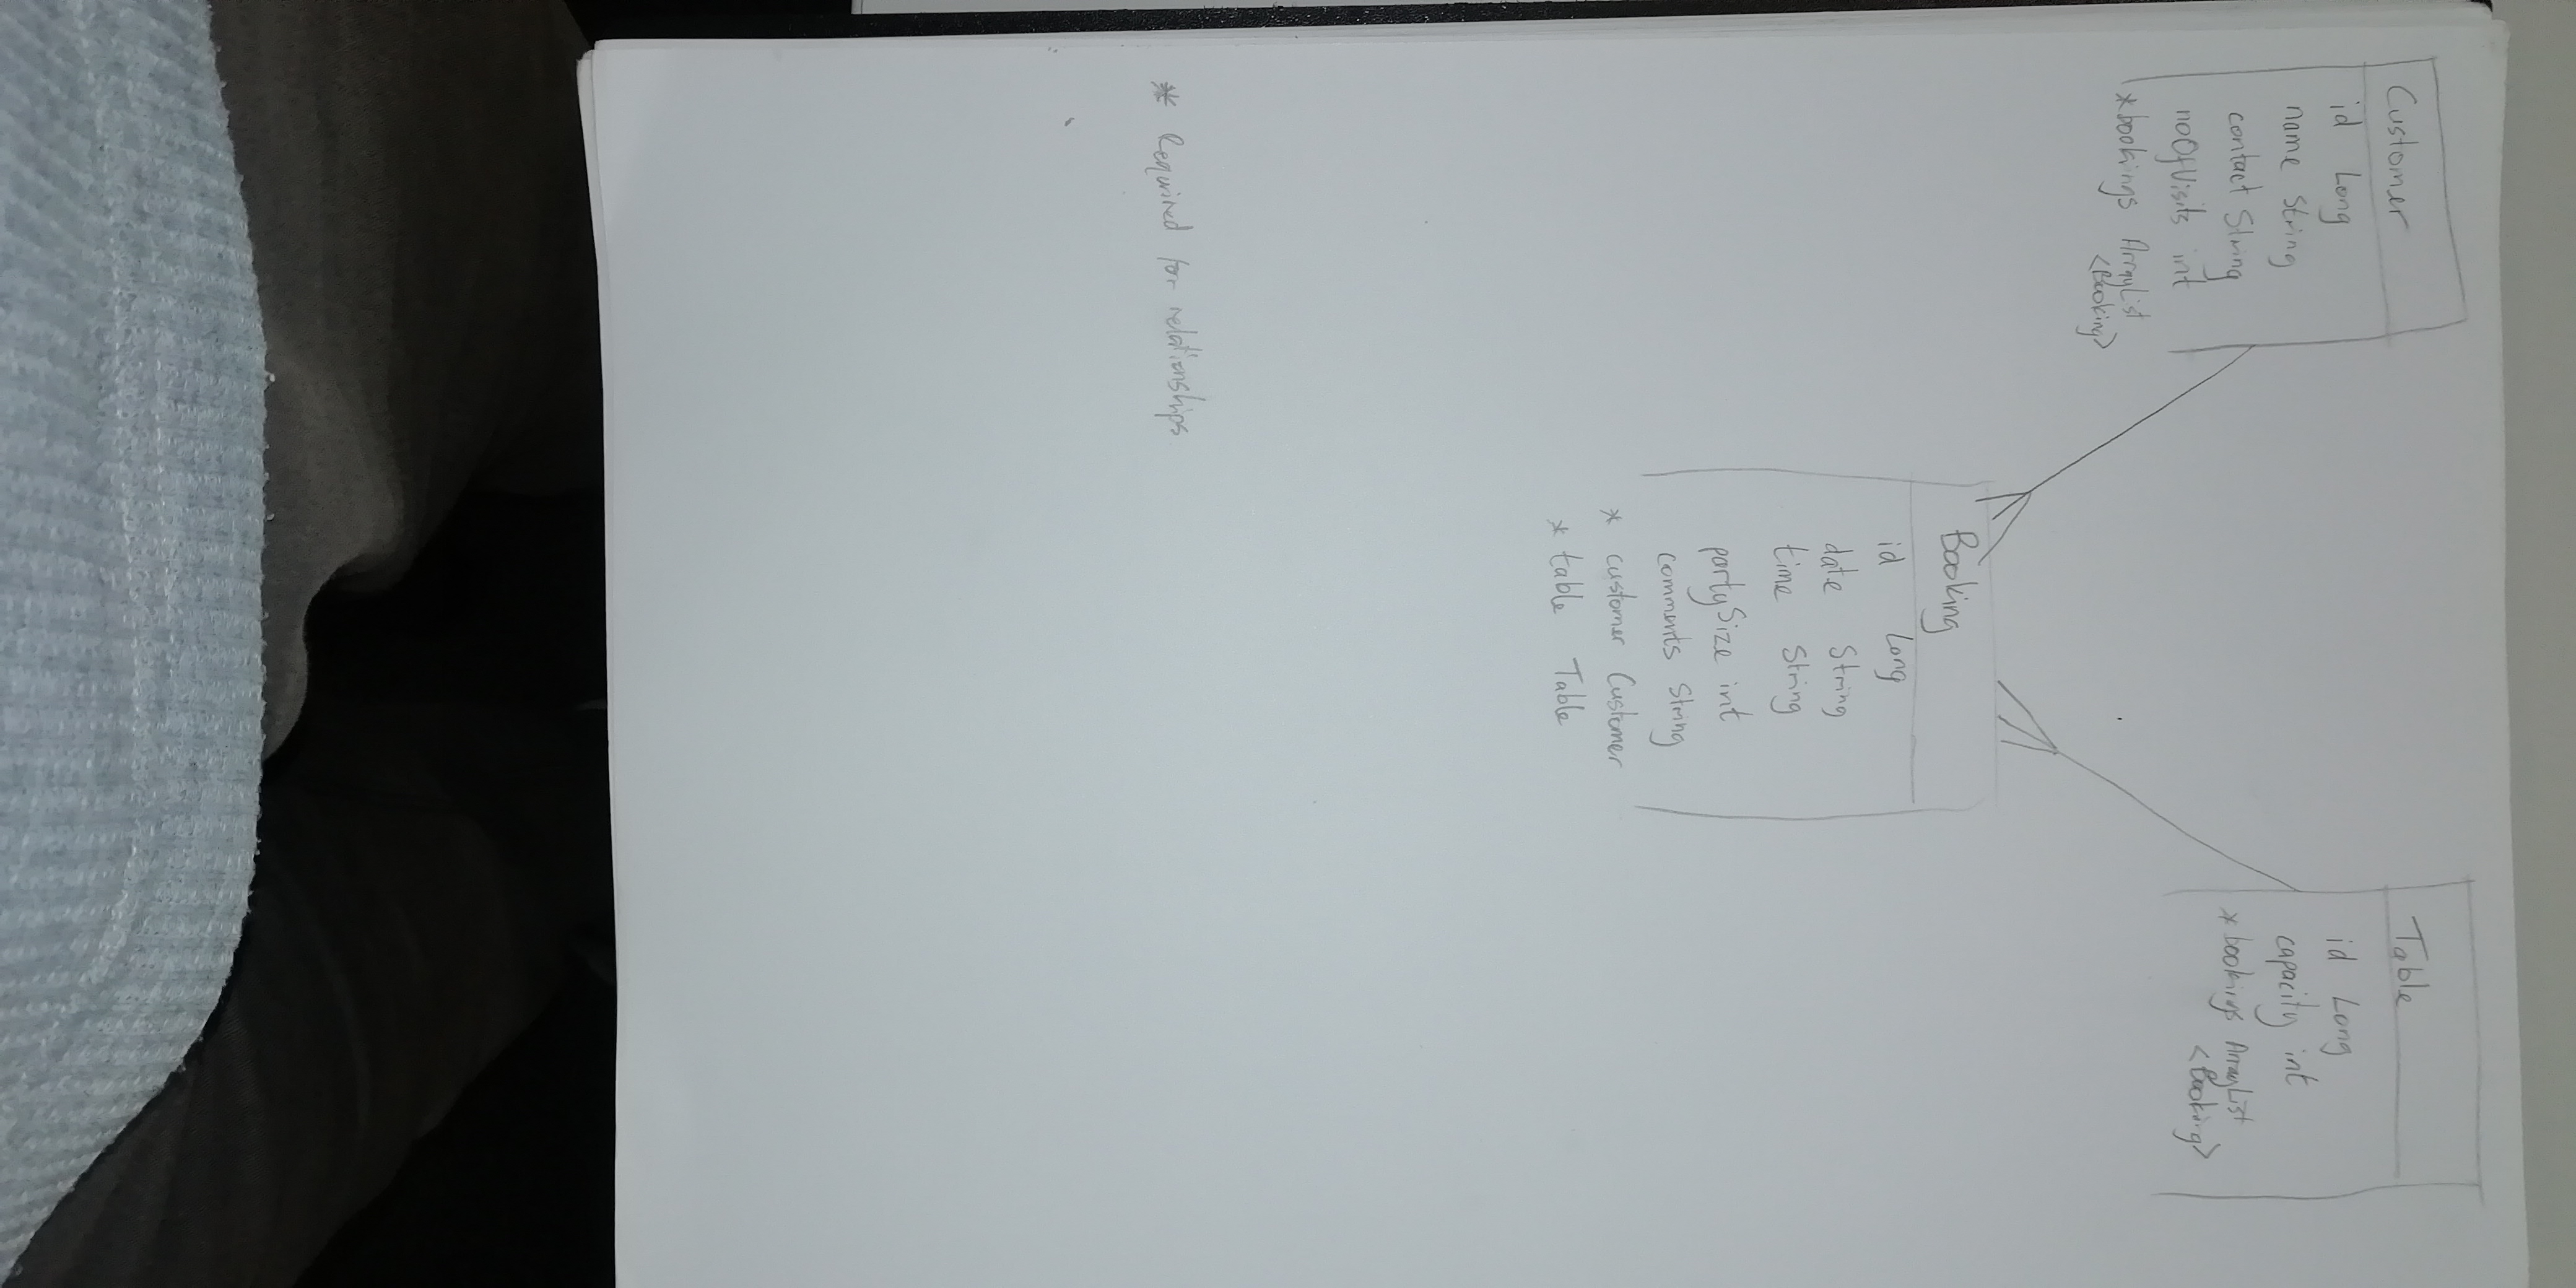 Customer
id Long
name String
contact String
noOfVisits int
*bookings ArrayList
<Booking>
Table
id Long
capacity int
*bookings ArrayList
<Booking>
Booking
id Long
date String
time String
partySize int
comments String
* customer Customer
* table Table
* Required for relationships.